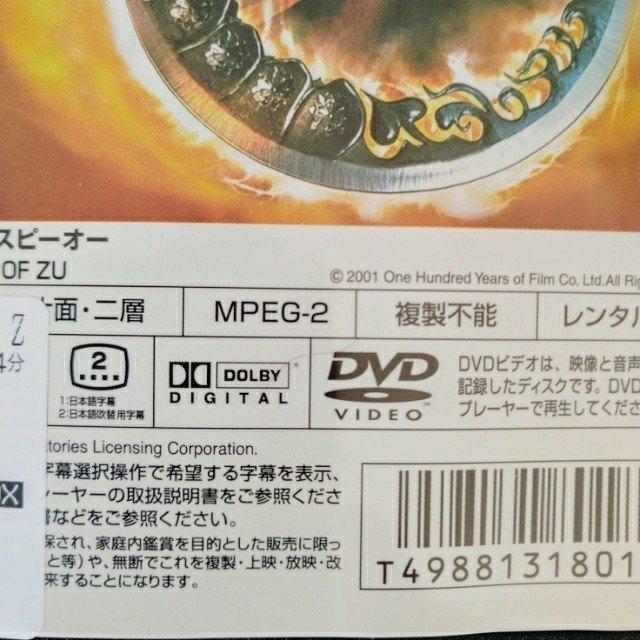 スピーオー
OF ZU
© 2001 One Hundred Years of Film Co. Ltd.All Rig
面・二層
MPEG-2
複製不能
レンタル
Z
4分
2
1:日本語字幕
2:日本語吹替用字幕
DOLBY
DIGITAL
DVD
VIDEO
DVDビデオは、映像と音声
記録したディスクです。DVD
プレーヤーで再生してくださ
atories Licensing Corporation.
字幕選択操作で希望する字幕を表示、
レーヤーの取扱説明書をご参照くださ
書などをご参照ください。
保され、家庭内鑑賞を目的とした販売に限っ
と等)や、無断でこれを複製・上映・放映・改
来することになります。
T4988131801